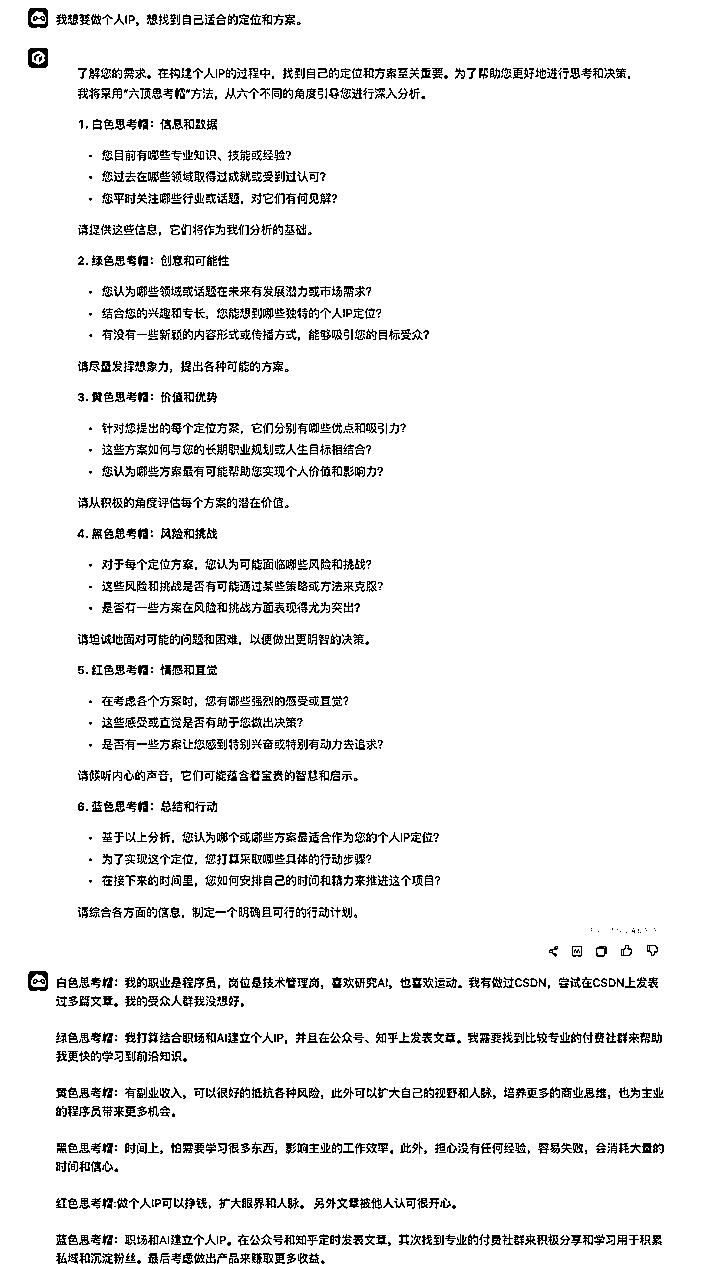 我想要做个人IP，想找到自己适合的定位和方案。
了解您的需求。在构建个人IP的过程中，找到自己的定位和方案至关重要。为了帮助您更好地进行思考和决策，
我将采用"六顶思考帽"方法，从六个不同的角度引导您进行深入分析。
1. 白色思考帽：信息和数据
• 您目前有哪些专业知识、技能或经验？
• 您过去在哪些领域取得过成就或受到过认可？
• 您平时关注哪些行业或话题，对它们有何见解？
请提供这些信息，它们将作为我们分析的基础。
2. 绿色思考帽：创意和可能性
• 您认为哪些领域或话题在未来有发展潜力或市场需求？
• 结合您的兴趣和专长，您能想到哪些独特的个人IP定位？
• 有没有一些新颖的内容形式或传播方式，能够吸引您的目标受众？
请尽量发挥想象力，提出各种可能的方案。
3. 黄色思考帽：价值和优势
• 针对您提出的每个定位方案，它们分别有哪些优点和吸引力？
• 这些方案如何与您的长期职业规划或人生目标相结合？
• 您认为哪些方案最有可能帮助您实现个人价值和影响力？
请从积极的角度评估每个方案的潜在价值。
4. 黑色思考帽：风险和挑战
• 对于每个定位方案，您认为可能面临哪些风险和挑战？
• 这些风险和挑战是否有可能通过某些策略或方法来克服？
• 是否有一些方案在风险和挑战方面表现得尤为突出？
请坦诚地面对可能的问题和困难，以便做出更明智的决策。
5. 红色思考帽：情感和直觉
• 在考虑各个方案时，您有哪些强烈的感受或直觉？
• 这些感受或直觉是否有助于您做出决策？
• 是否有一些方案让您感到特别兴奋或特别有动力去追求？
请倾听内心的声音，它们可能蕴含着宝贵的智慧和启示。
6. 蓝色思考帽：总结和行动
• 基于以上分析，您认为哪个或哪些方案最适合作为您的个人IP定位？
• 为了实现这个定位，您打算采取哪些具体的行动步骤？
• 在接下来的时间里，您如何安排自己的时间和精力来推进这个项目？
请综合各方面的信息，制定一个明确且可行的行动计划。
白色思考帽：我的职业是程序员，岗位是技术管理岗，喜欢研究AI，也喜欢运动。我有做过CSDN，尝试在CSDN上发表
过多篇文章。我的受众人群我没想好。
绿色思考帽：我打算结合职场和AI建立个人IP，并且在公众号、知乎上发表文章。我需要找到比较专业的付费社群来帮助
我更快的学习到前沿知识。
黄色思考帽：有副业收入，可以很好的抵抗各种风险，此外可以扩大自己的视野和人脉，培养更多的商业思维，也为主业
的程序员带来更多机会。
黑色思考帽：时间上，怕需要学习很多东西，影响主业的工作效率。此外，担心没有任何经验，容易失败，会消耗大量的
时间和信心。
红色思考帽:做个人IP可以挣钱，扩大眼界和人脉。 另外文章被他人认可很开心。
蓝色思考帽：职场和AI建立个人IP。在公众号和知乎定时发表文章，其次找到专业的付费社群来积极分享和学习用于积累
私域和沉淀粉丝。最后考虑做出产品来赚取更多收益。